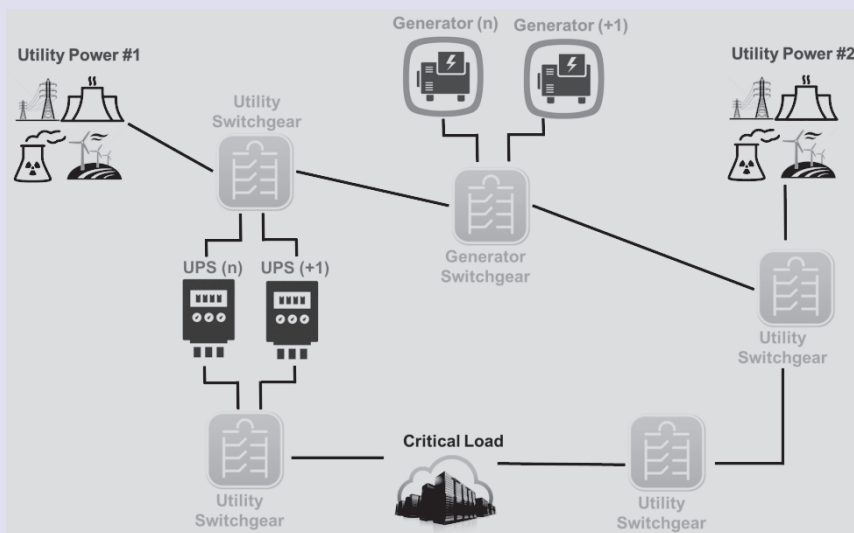 Generator (n) Generator (+1)
Utility Power #1
Utility Power #2
Utility
Switchgear
Generator
Switchgear
UPS (n) UPS (+1)
Utility
Switchgear
Critical Load
Utility
Switchgear
Utility
Switchgear